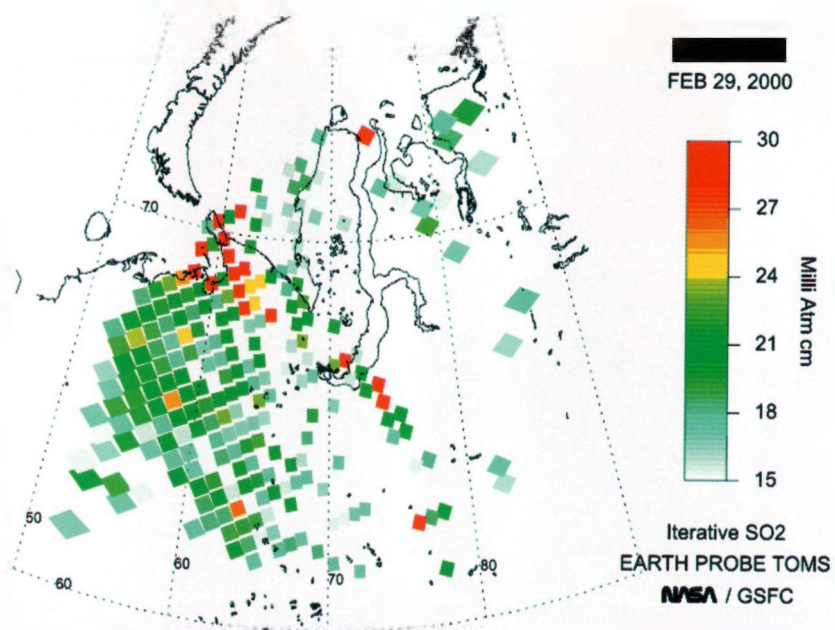 FEB 29, 2000
30
27
24
21
18
15
Milli Atm cm
70
50
60
60
70
80
Iterative SO2
EARTH PROBE TOMS
NASA / GSFC